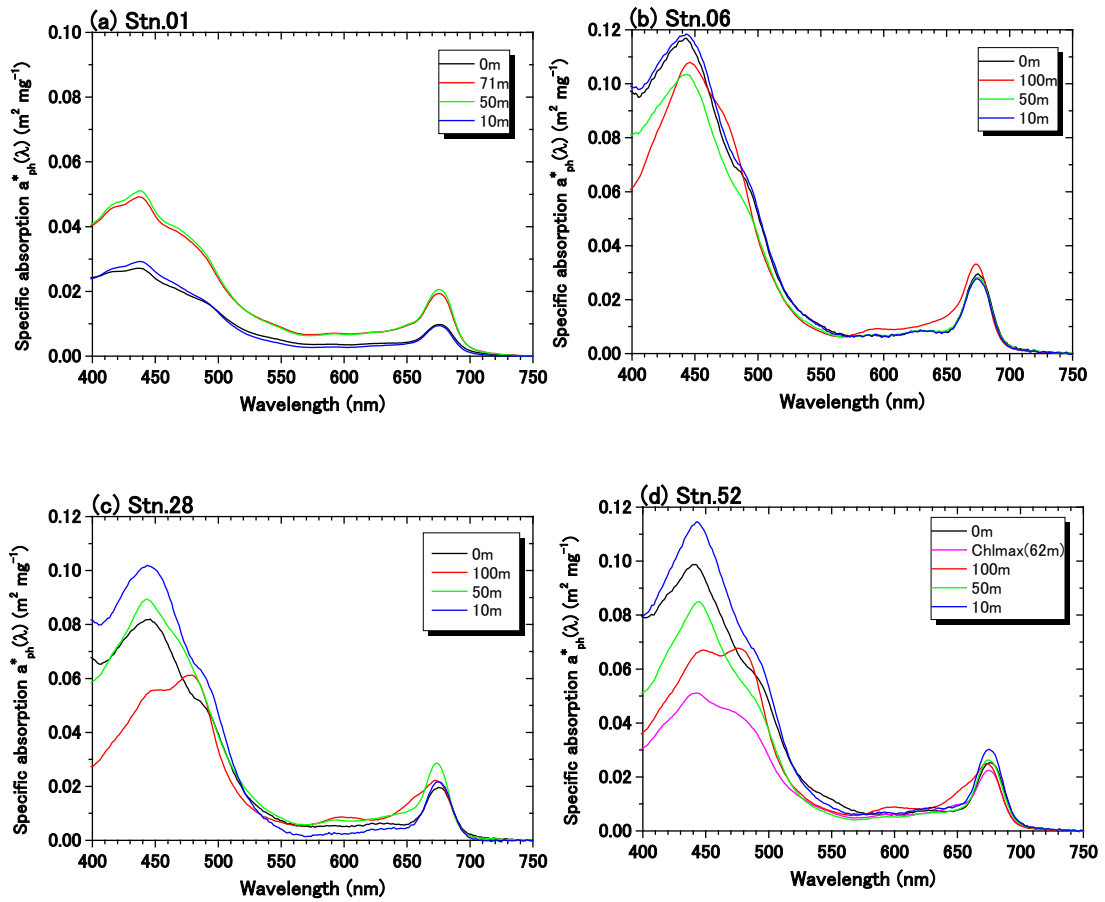 (a) Stn.01
0.10
0.08
0.06
0.04
0.02
0.00
400 450 500 550 600 650 700 750
Specific absorption a*ph(λ) (m² mg⁻¹)
Wavelength (nm)
0m
71m
50m
10m
(b) Stn.06
0.12
0.10
0.08
0.06
0.04
0.02
0.00
400 450 500 550 600 650 700 750
Specific absorption a*ph(λ) (m² mg⁻¹)
Wavelength (nm)
0m
100m
50m
10m
(c) Stn.28
0.12
0.10
0.08
0.06
0.04
0.02
0.00
400 450 500 550 600 650 700 750
Specific absorption a*ph(λ) (m² mg⁻¹)
Wavelength (nm)
0m
100m
50m
10m
(d) Stn.52
0.12
0.10
0.08
0.06
0.04
0.02
0.00
400 450 500 550 600 650 700 750
Specific absorption a*ph(λ) (m² mg⁻¹)
Wavelength (nm)
0m
Chlmax(62m)
100m
50m
10m